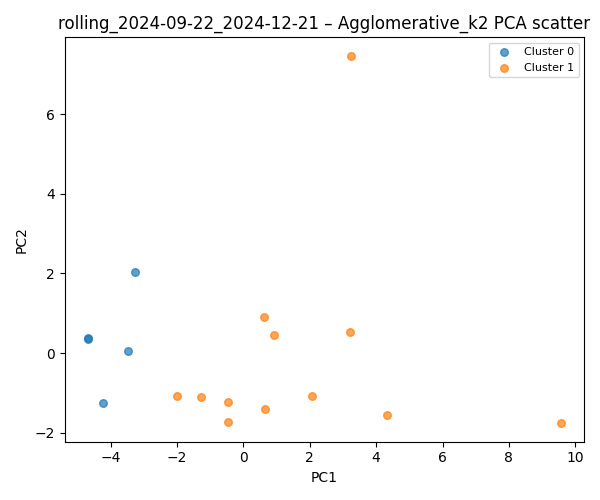 rolling_2024-09-22_2024-12-21 – Agglomerative_k2 PCA scatter
Cluster 0
Cluster 1
6
4
2
0
−2
PC2
−4
−2
0
2
4
6
8
10
PC1